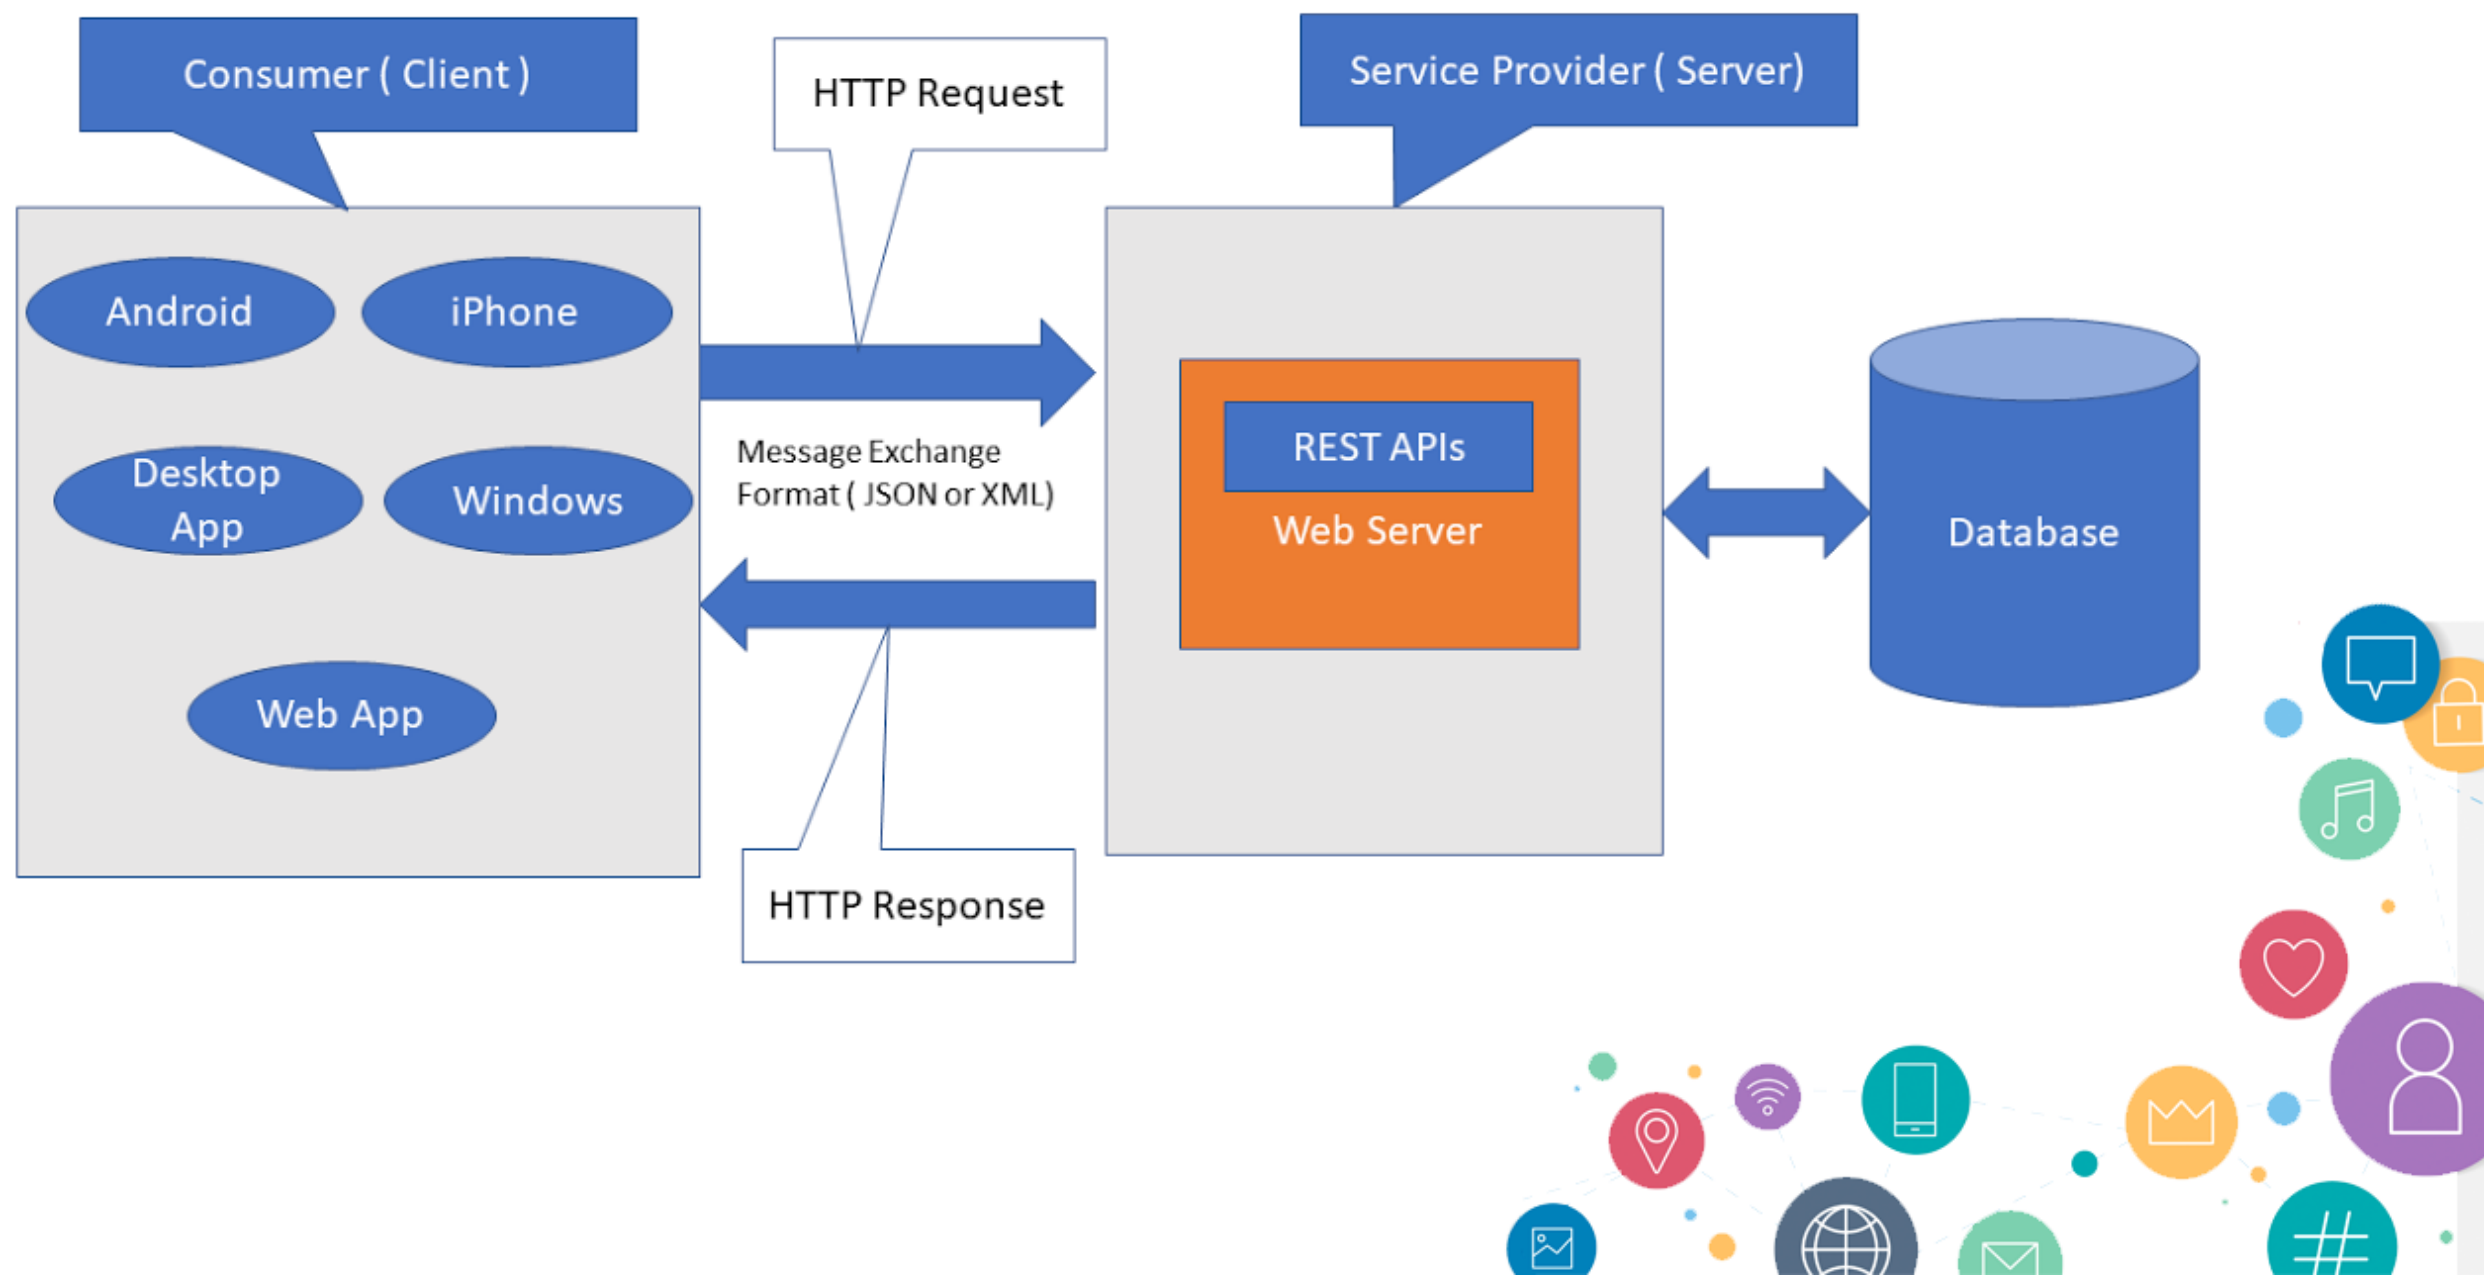 Consumer ( Client )
HTTP Request
Service Provider ( Server)
Android
iPhone
Desktop
App
Windows
Web App
Message Exchange
Format ( JSON or XML)
HTTP Response
REST APIs
Web Server
Database